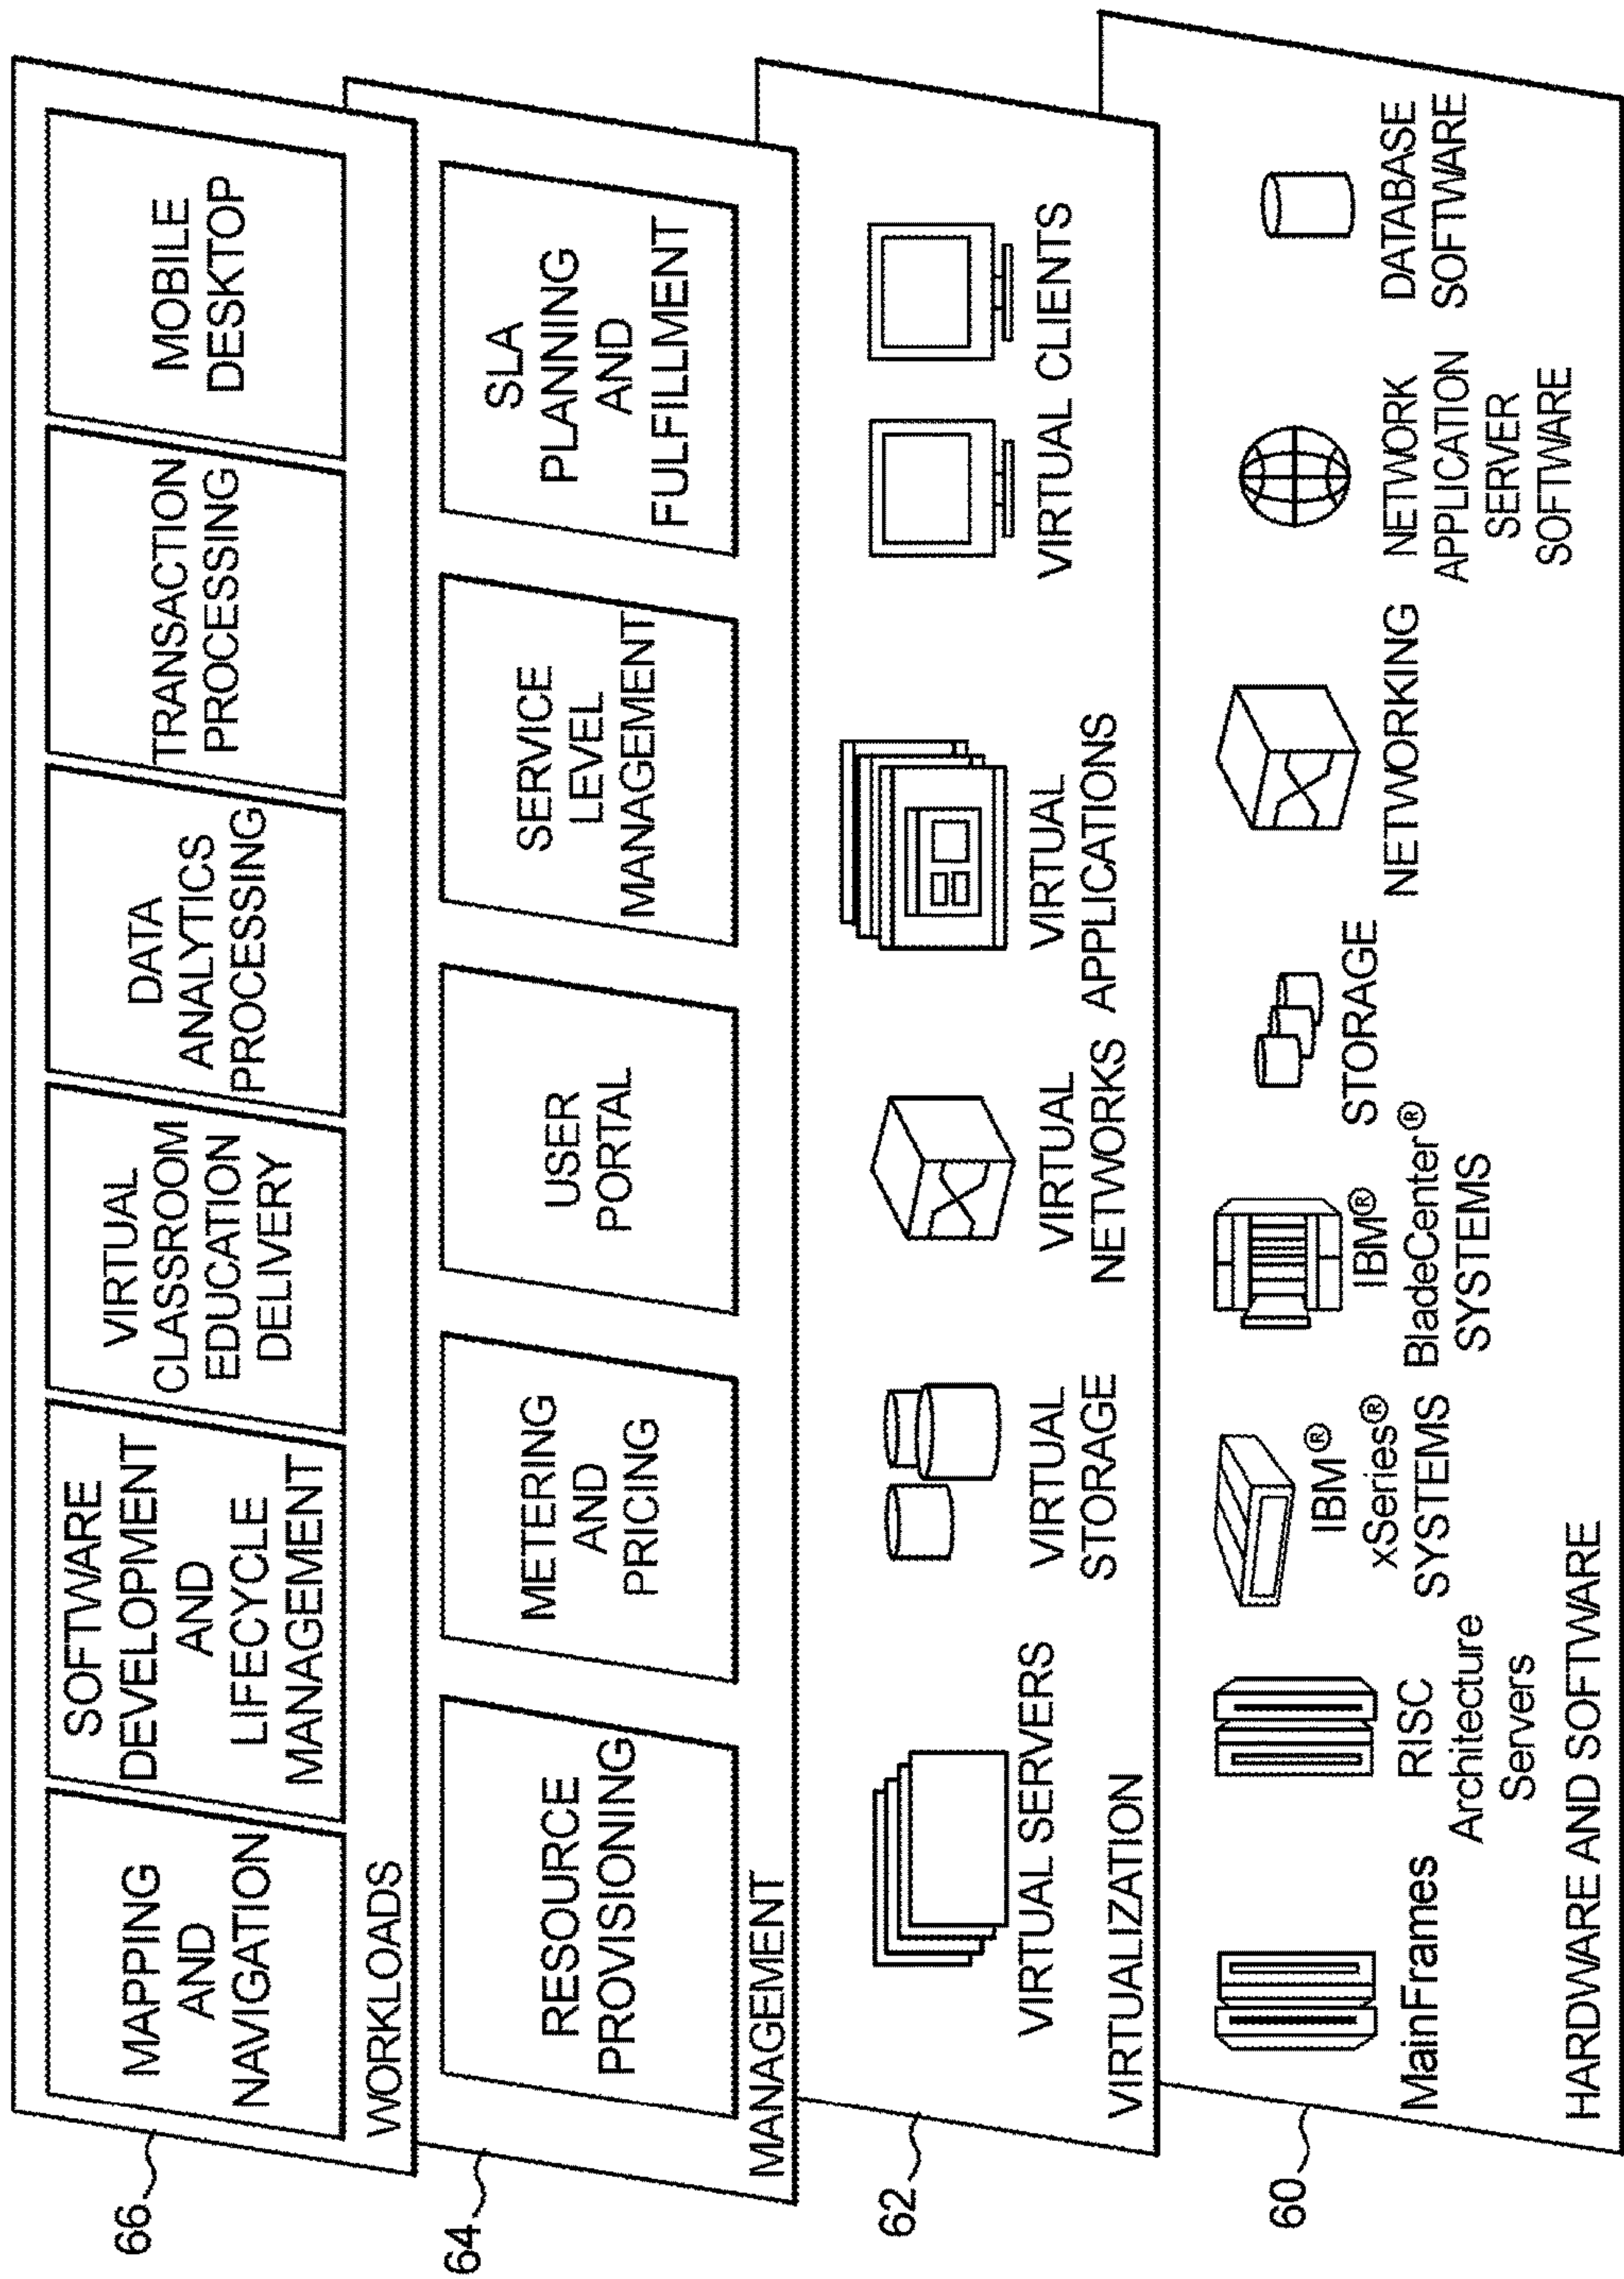 66
MAPPING
AND
NAVIGATION
SOFTWARE
DEVELOPMENT
AND
LIFECYCLE
MANAGEMENT
VIRTUAL
CLASSROOM
EDUCATION
DELIVERY
DATA
ANALYTICS
PROCESSING
TRANSACTION
PROCESSING
MOBILE
DESKTOP
WORKLOADS
64
RESOURCE
PROVISIONING
METERING
AND
PRICING
USER
PORTAL
SERVICE
LEVEL
MANAGEMENT
SLA
PLANNING
AND
FULFILLMENT
MANAGEMENT
62
VIRTUAL SERVERS
VIRTUAL
STORAGE
VIRTUAL
NETWORKS
VIRTUAL
APPLICATIONS
VIRTUAL CLIENTS
VIRTUALIZATION
60
MainFrames
RISC
Architecture
Servers
IBM®
xSeries®
SYSTEMS
IBM®
BladeCenter®
SYSTEMS
STORAGE
NETWORKING
NETWORK
APPLICATION
SERVER
SOFTWARE
DATABASE
SOFTWARE
HARDWARE AND SOFTWARE